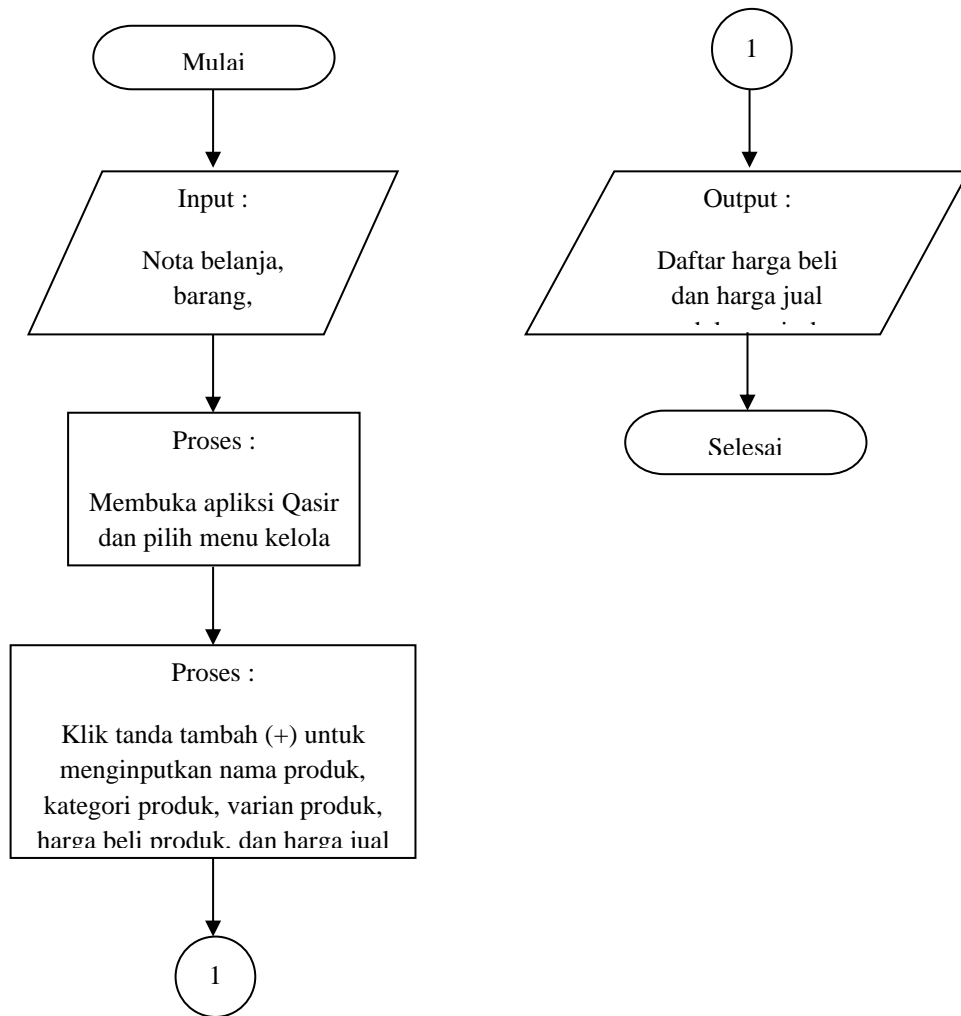 Mulai
Input :
Nota belanja,
barang,
Proses :
Membuka apliksi Qasir
dan pilih menu kelola
Proses :
Klik tanda tambah (+) untuk
menginputkan nama produk,
kategori produk, varian produk,
harga beli produk, dan harga jual
1
1
Output :
Daftar harga beli
dan harga jual
Selesai